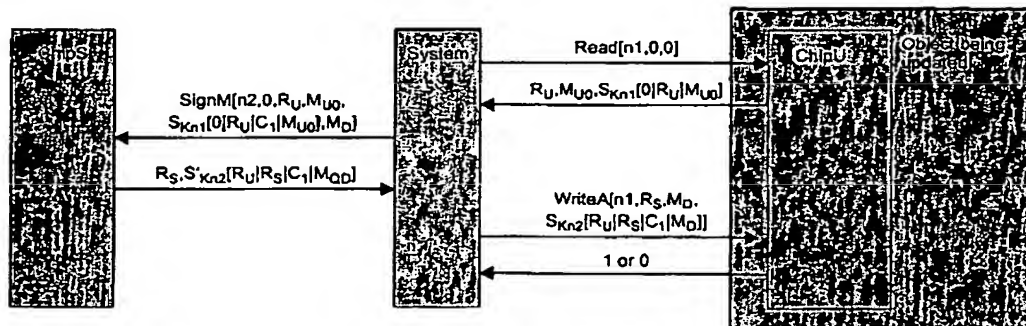 ChipS
System
ChipU
Object being
updated
Read[n1,0,0]
R_U,M_U0,S_Kn1[0|R_U|M_U0]
SignM[n2,0,R_U,M_U0,
S_Kn1[0|R_U|C_1|M_U0],M_D]
R_S,S'_Kn2[R_U|R_S|C_1|M_QD]
WriteA[n1,R_S,M_D,
S_Kn2[R_U|R_S|C_1|M_D]]
1 or 0